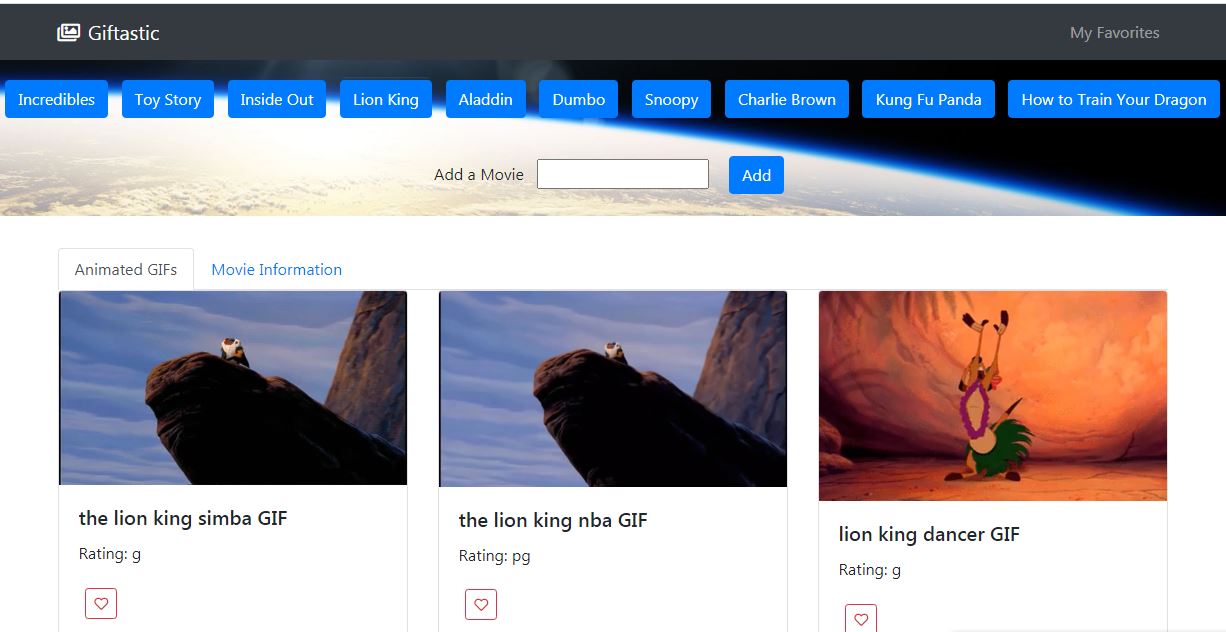 Giftastic
My Favorites
Incredibles Toy Story Inside Out Lion King Aladdin Dumbo Snoopy Charlie Brown Kung Fu Panda How to Train Your Dragon
Add a Movie Add
Animated GIFs Movie Information
the lion king simba GIF
Rating: g
the lion king nba GIF
Rating: pg
lion king dancer GIF
Rating: g